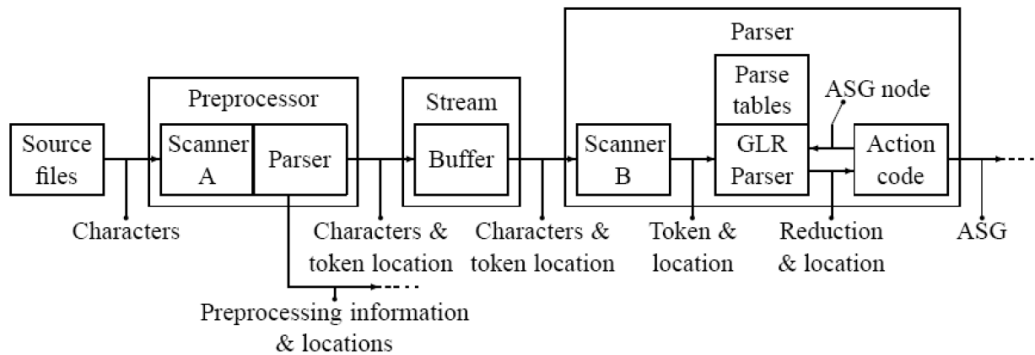 Parser
Preprocessor
Stream
Parse
tables
ASG node
Source
files
Scanner
A
Parser
Buffer
Scanner
B
GLR
Parser
Action
code
Characters
Characters &
token location
Characters &
token location
Token &
location
Reduction
& location
ASG
Preprocessing information
& locations